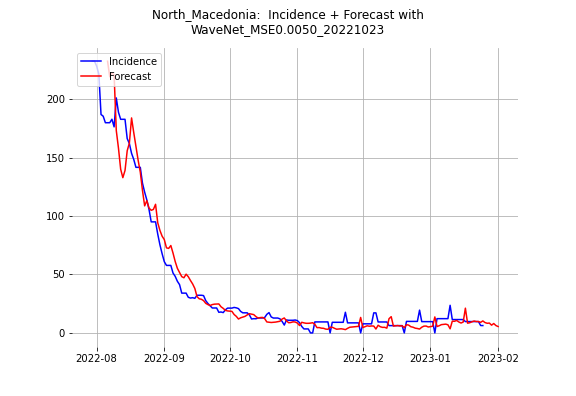 North_Macedonia:  Incidence + Forecast with
WaveNet_MSE0.0050_20221023
Incidence
Forecast
200
150
100
50
0
2022-08 2022-09 2022-10 2022-11 2022-12 2023-01 2023-02